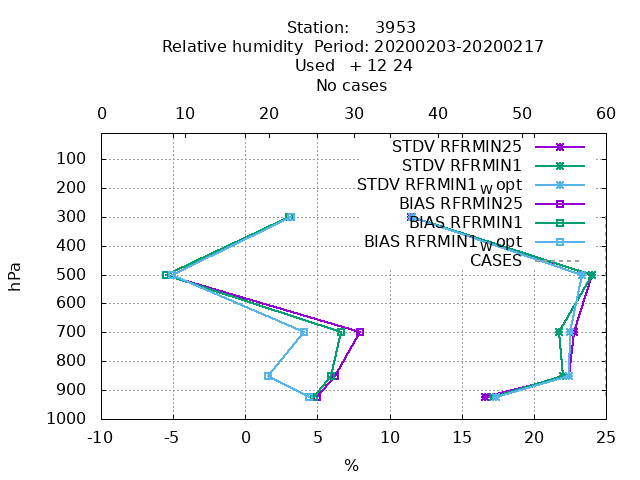 Station: 3953
Relative humidity Period: 20200203-20200217
Used + 12 24
No cases
0 10 20 30 40 50 60
STDV RFRMIN25
STDV RFRMIN1
STDV RFRMIN1_w opt
BIAS RFRMIN25
BIAS RFRMIN1
BIAS RFRMIN1_w opt
CASES
100
200
300
400
500
600
700
800
900
1000
hPa
-10 -5 0 5 10 15 20 25
%